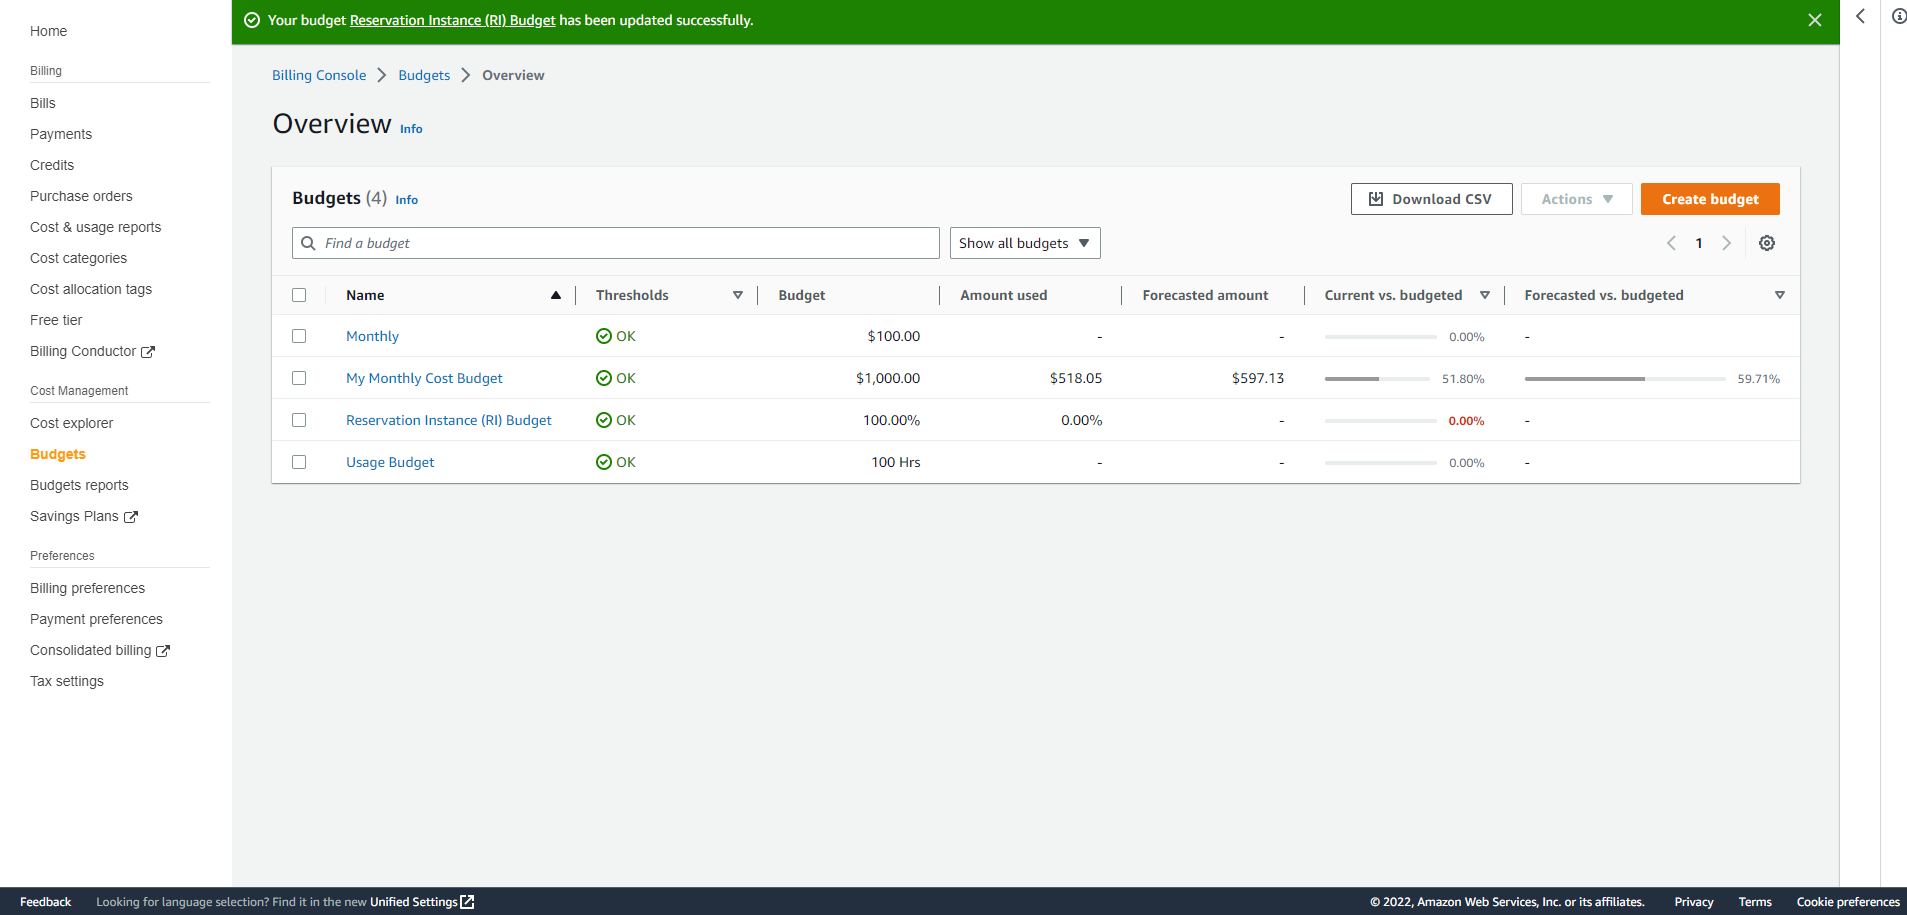 Home
Billing
Bills
Payments
Credits
Purchase orders
Cost & usage reports
Cost categories
Cost allocation tags
Free tier
Billing Conductor
Cost Management
Cost explorer
Budgets
Budgets reports
Savings Plans
Preferences
Billing preferences
Payment preferences
Consolidated billing
Tax settings
Your budget Reservation Instance (RI) Budget has been updated successfully.
Billing Console Budgets Overview
Overview Info
Budgets (4) Info
Download CSV Actions Create budget
Find a budget Show all budgets 1
Name Thresholds Budget Amount used Forecasted amount Current vs. budgeted Forecasted vs. budgeted
Monthly OK $100.00 - - 0.00% -
My Monthly Cost Budget OK $1,000.00 $518.05 $597.13 51.80% 59.71%
Reservation Instance (RI) Budget OK 100.00% 0.00% - 0.00% -
Usage Budget OK 100 Hrs - - 0.00% -
Feedback Looking for language selection? Find it in the new Unified Settings © 2022, Amazon Web Services, Inc. or its affiliates. Privacy Terms Cookie preferences